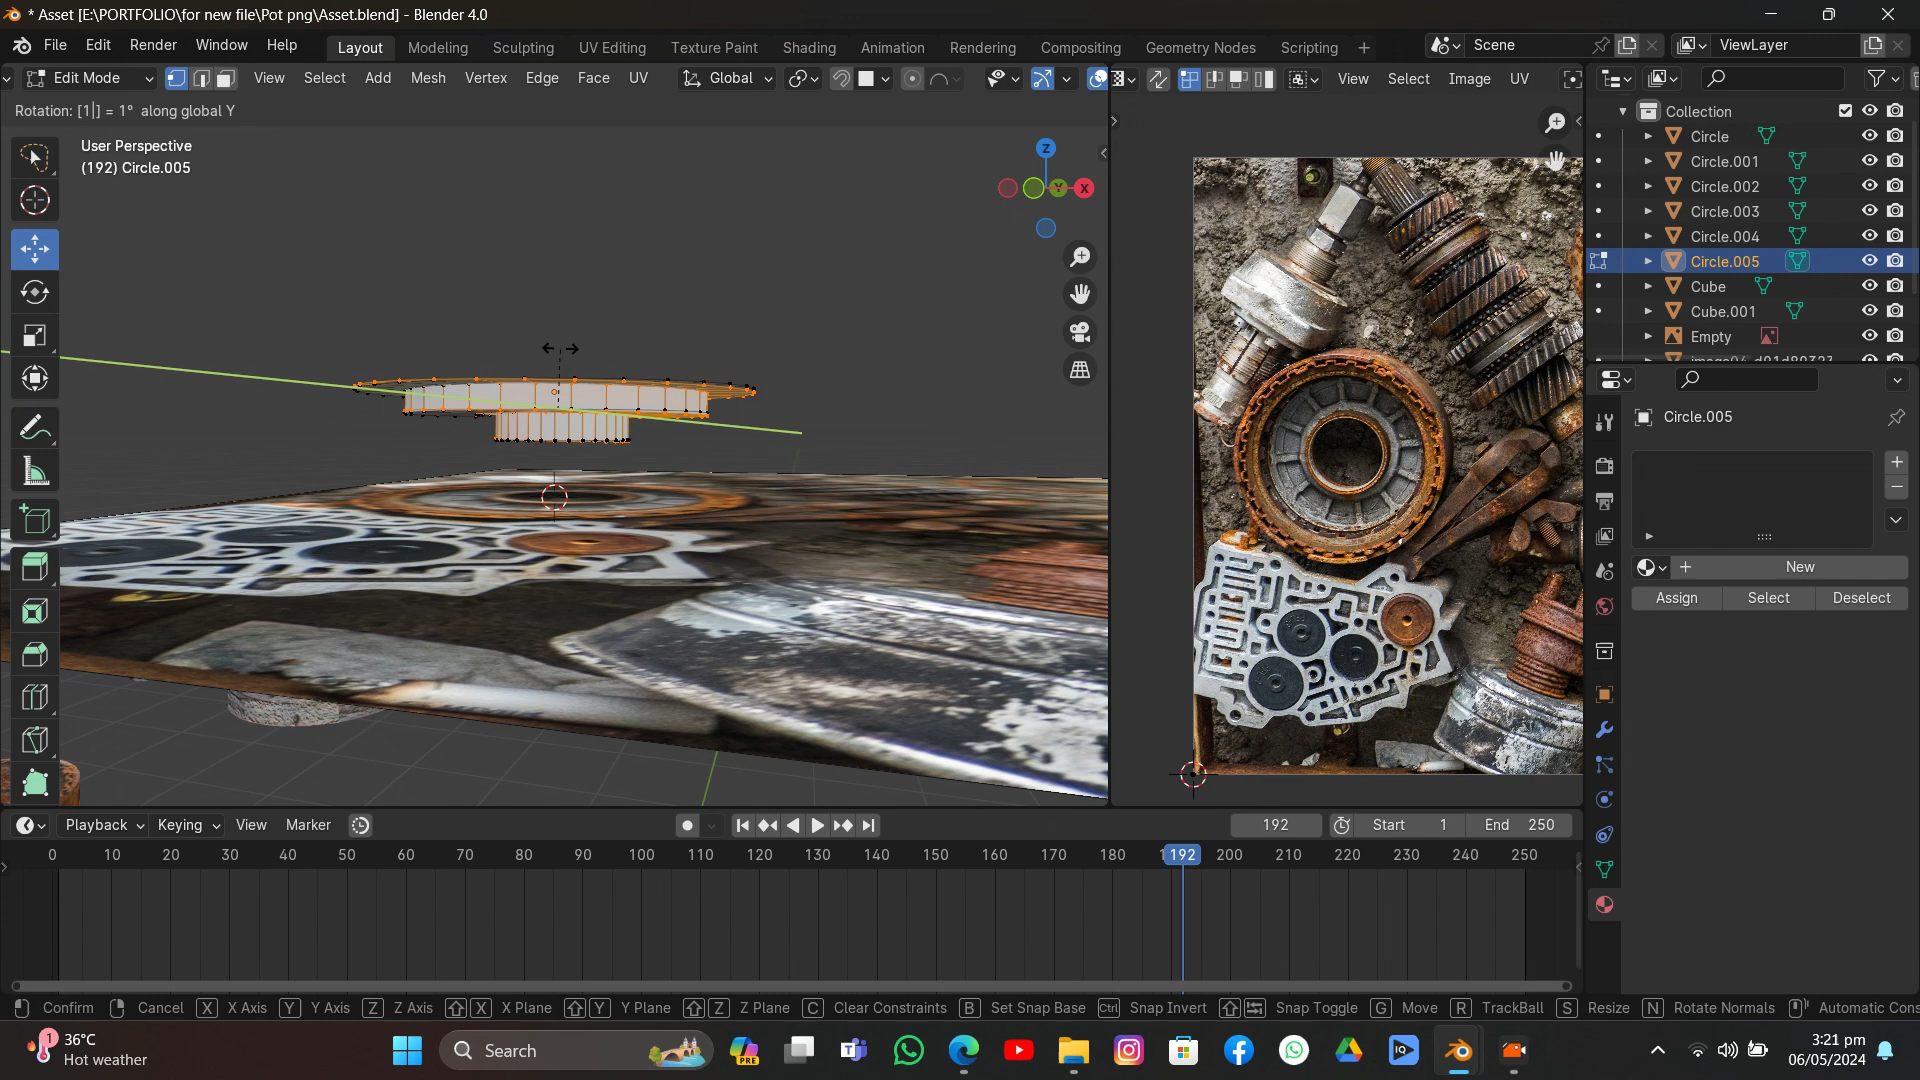 * Asset [E:\PORTFOLIO\for new file\Pot png\Asset.blend] - Blender 4.0
File Edit Render Window Help
Layout Modeling Sculpting UV Editing Texture Paint Shading Animation Rendering Compositing Geometry Nodes Scripting +
Scene
ViewLayer
Edit Mode View Select Add Mesh Vertex Edge Face UV Global
View Select Image UV
Rotation: [1|] = 1° along global Y
User Perspective
(192) Circle.005
Z
Y
X
Collection
Circle
Circle.001
Circle.002
Circle.003
Circle.004
Circle.005
Cube
Cube.001
Empty
Circle.005
New
Assign Select Deselect
Playback Keying View Marker
192 Start 1 End 250
0 10 20 30 40 50 60 70 80 90 100 110 120 130 140 150 160 170 180 192 200 210 220 230 240 250
Confirm Cancel X X Axis Y Y Axis Z Z Axis X X Plane Y Y Plane Z Z Plane C Clear Constraints B Set Snap Base Ctrl Snap Invert Snap Toggle G Move R TrackBall S Resize N Rotate Normals Automatic Cons
1
36°C
Hot weather
Search
PRE
IQ
3:21 pm
06/05/2024